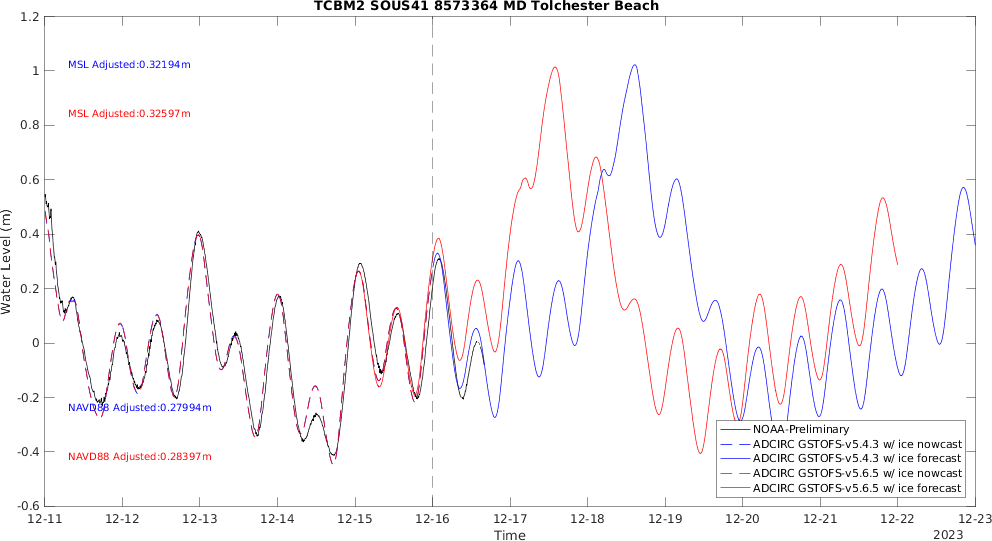 TCBM2 SOUS41 8573364 MD Tolchester Beach
1.2
1
0.8
0.6
0.4
0.2
0
-0.2
-0.4
-0.6
Water Level (m)
MSL Adjusted:0.32194
MSL Adjusted:0.32597
NAVD88 Adjusted:0.27994
NAVD88 Adjusted:0.28397
NOAA-Preliminary
ADCIRC GSTOFS-v5.4.3 w/ ice nowcast
ADCIRC GSTOFS-v5.4.3 w/ ice forecast
ADCIRC GSTOFS-v5.6.5 w/ ice nowcast
ADCIRC GSTOFS-v5.6.5 w/ ice forecast
12-11 12-12 12-13 12-14 12-15 12-16 12-17 12-18 12-19 12-20 12-21 12-22 12-23
Time
2023